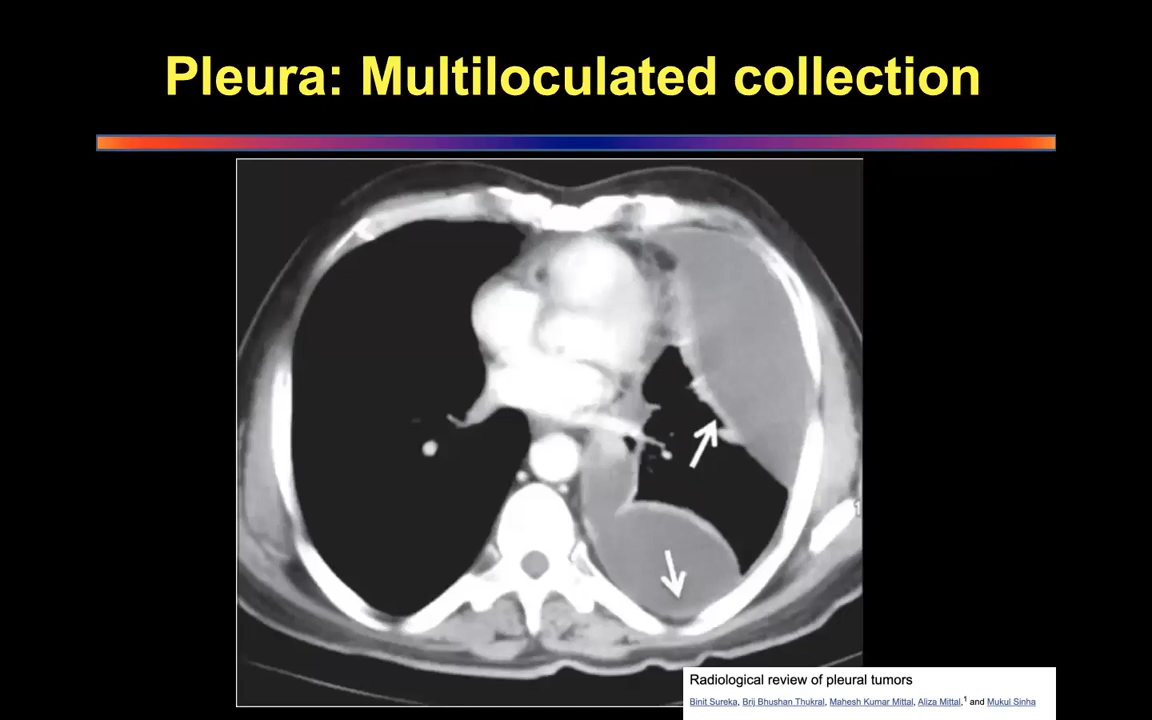 Pleura: Multiloculated collection
1
Radiological review of pleural tumors
Binit Sureka, Brij Bhushan Thukral, Mahesh Kumar Mittal, Aliza Mittal,1 and Mukul Sinha